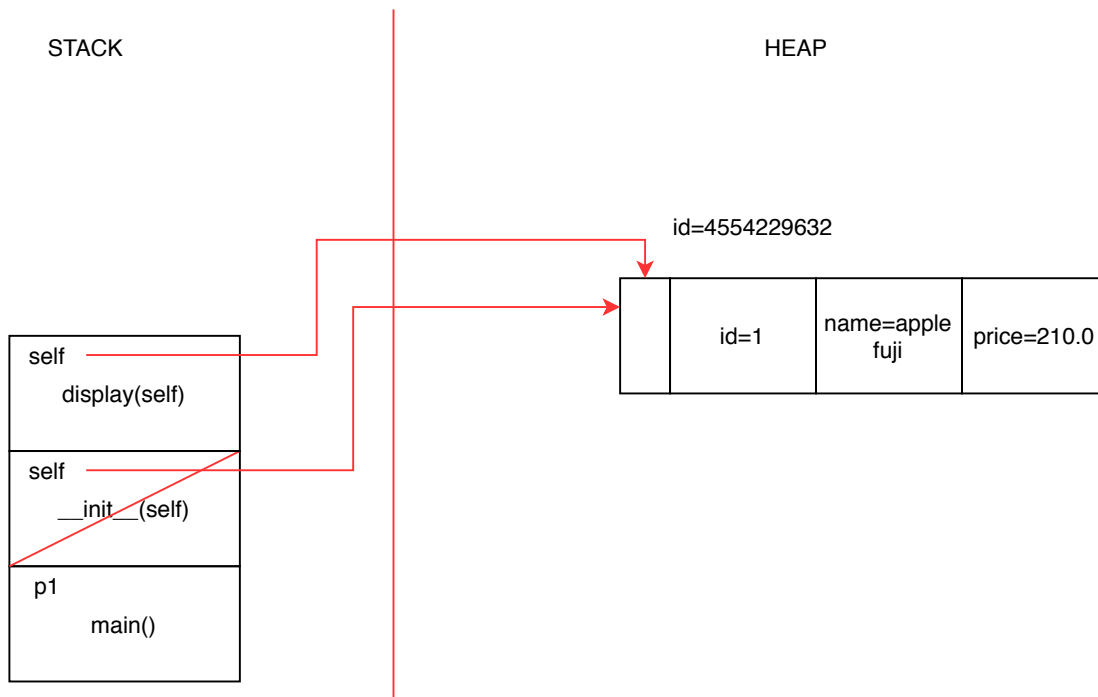 STACK
HEAP
id=4554229632
self
display(self)
self
__init__(self)
p1
main()
id=1
name=apple
fuji
price=210.0